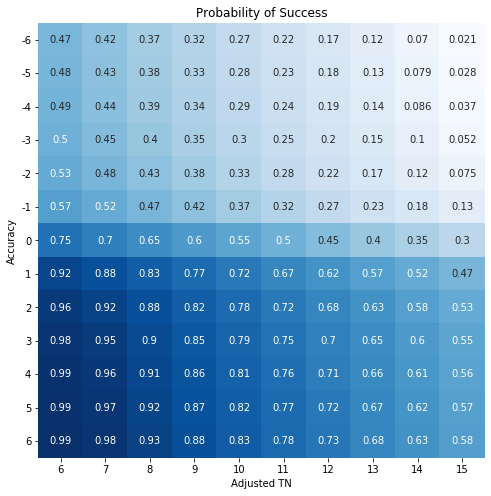 Probability of Success
-6 0.47 0.42 0.37 0.32 0.27 0.22 0.17 0.12 0.07 0.021
-5 0.48 0.43 0.38 0.33 0.28 0.23 0.18 0.13 0.079 0.028
-4 0.49 0.44 0.39 0.34 0.29 0.24 0.19 0.14 0.086 0.037
-3 0.5 0.45 0.4 0.35 0.3 0.25 0.2 0.15 0.1 0.052
-2 0.53 0.48 0.43 0.38 0.33 0.28 0.22 0.17 0.12 0.075
-1 0.57 0.52 0.47 0.42 0.37 0.32 0.27 0.23 0.18 0.13
Accuracy
0 0.75 0.7 0.65 0.6 0.55 0.5 0.45 0.4 0.35 0.3
1 0.92 0.88 0.83 0.77 0.72 0.67 0.62 0.57 0.52 0.47
2 0.96 0.92 0.88 0.82 0.78 0.72 0.68 0.63 0.58 0.53
3 0.98 0.95 0.9 0.85 0.79 0.75 0.7 0.65 0.6 0.55
4 0.99 0.96 0.91 0.86 0.81 0.76 0.71 0.66 0.61 0.56
5 0.99 0.97 0.92 0.87 0.82 0.77 0.72 0.67 0.62 0.57
6 0.99 0.98 0.93 0.88 0.83 0.78 0.73 0.68 0.63 0.58
6 7 8 9 10 11 12 13 14 15
Adjusted TN